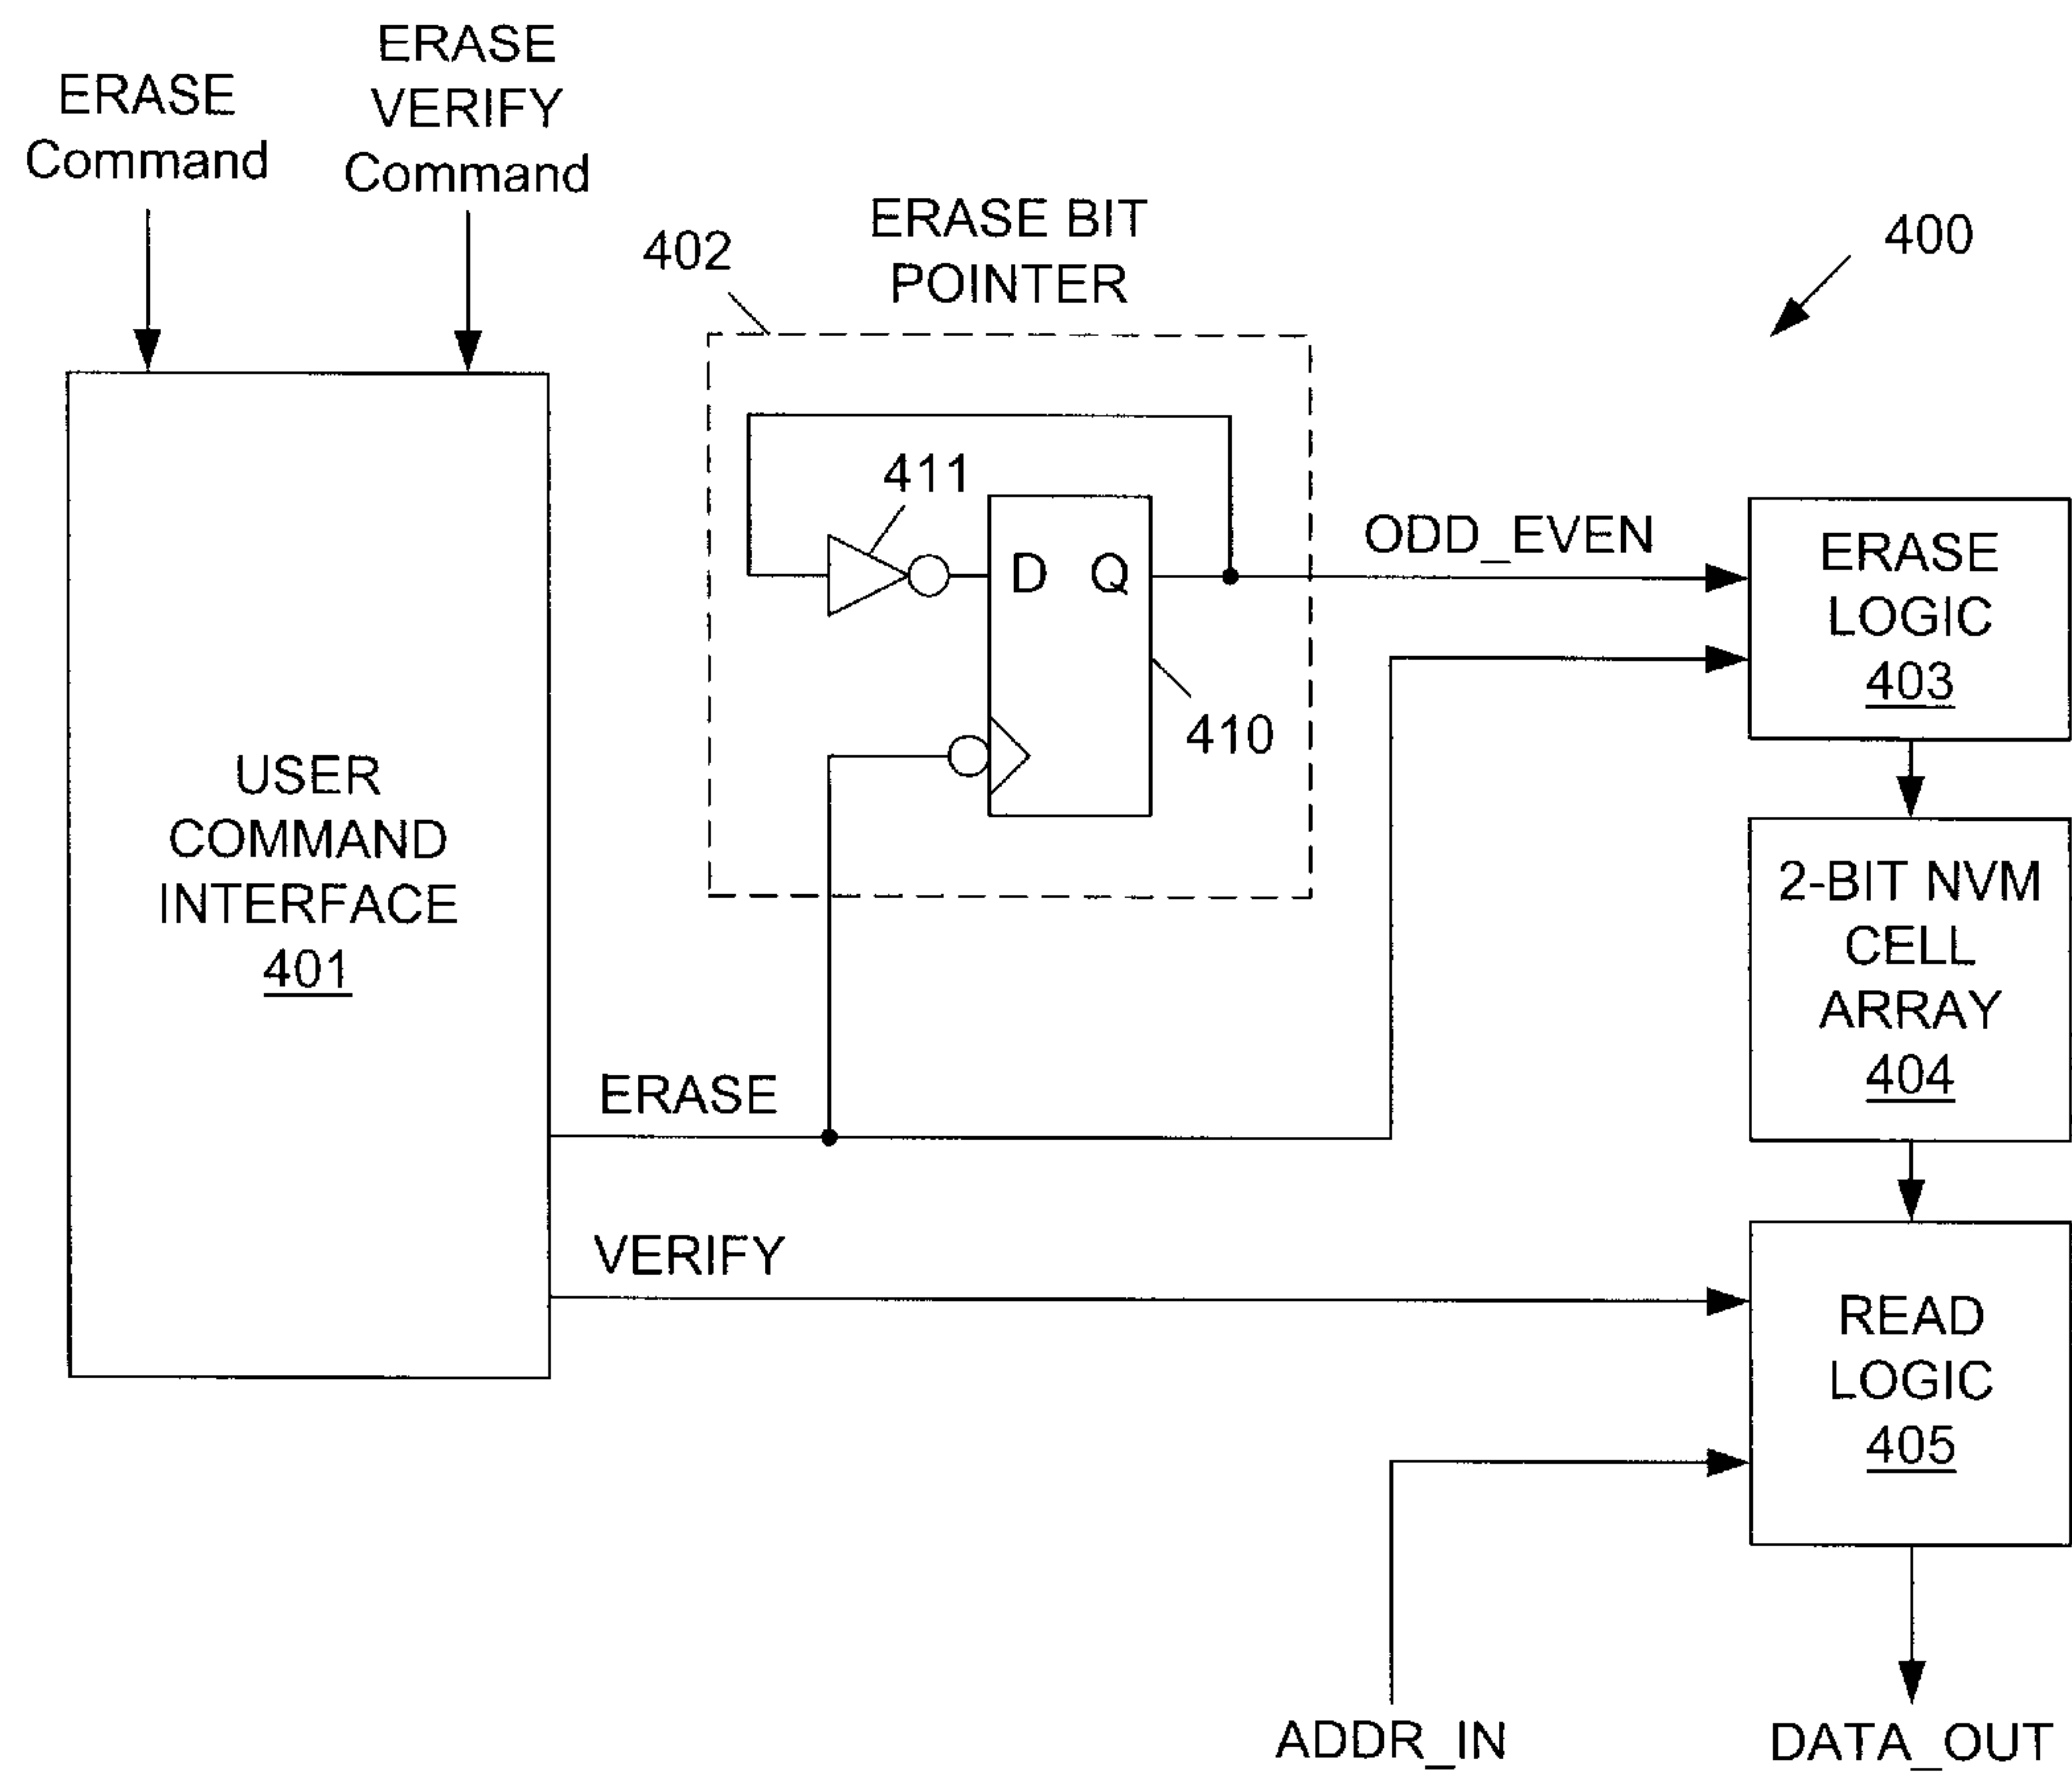 ERASE
Command
ERASE
VERIFY
Command
402
ERASE BIT
POINTER
400
411
D Q
410
ODD_EVEN
ERASE
LOGIC
403
USER
COMMAND
INTERFACE
401
2-BIT NVM
CELL
ARRAY
404
ERASE
VERIFY
READ
LOGIC
405
ADDR_IN
DATA_OUT